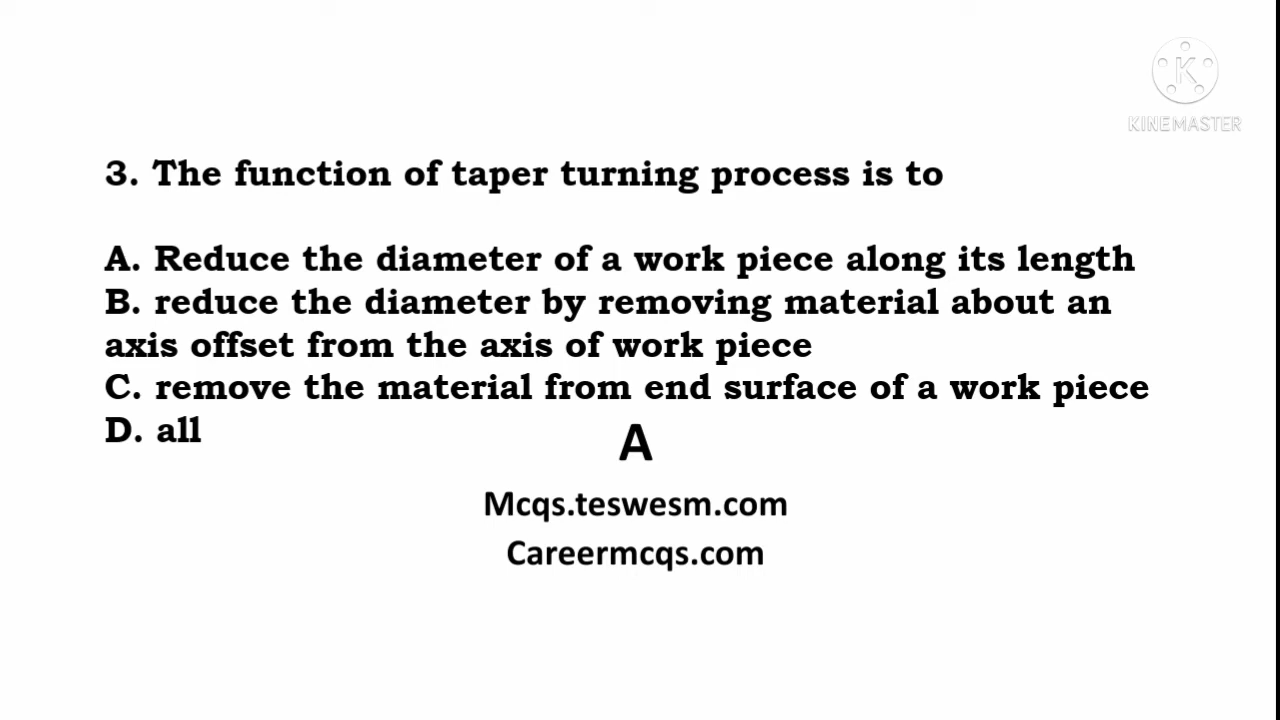 K
KINEMASTER
3. The function of taper turning process is to
A. Reduce the diameter of a work piece along its length
B. reduce the diameter by removing material about an
axis offset from the axis of work piece
C. remove the material from end surface of a work piece
D. all
A
Mcqs.teswesm.com
Careermcqs.com